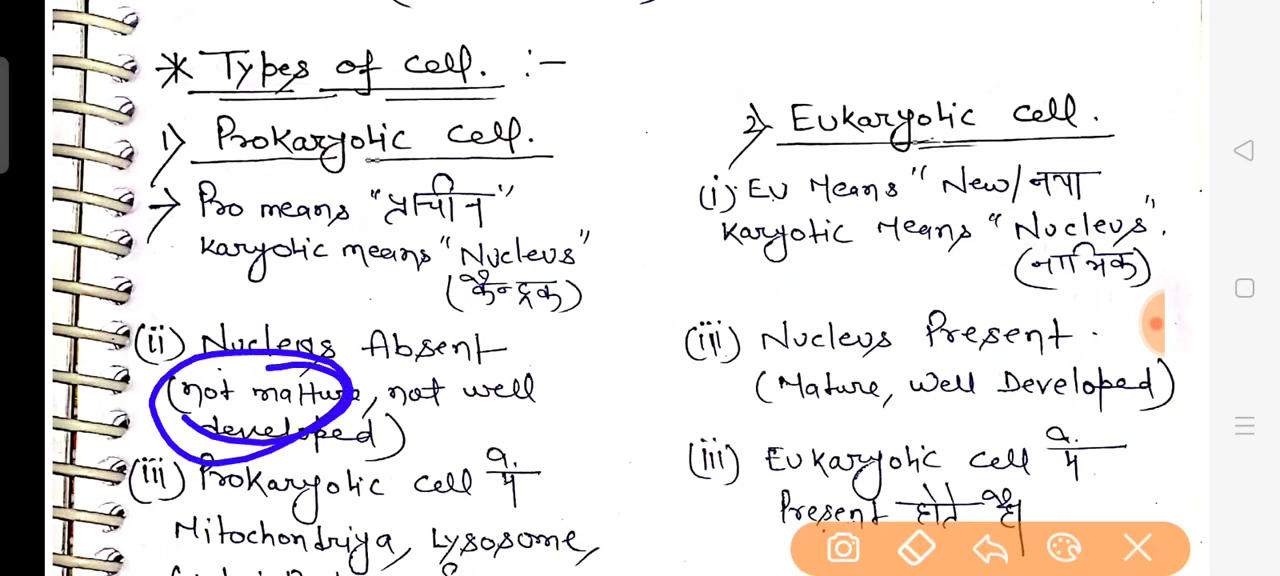 * Types of cell. :-
1) Prokaryotic cell.
→ Pro means "प्राचीन"
Karyotic means "Nucleus"
(केन्द्रक)
(ii) Nucleus Absent
(not matture, not well
developed)
(iii) Prokaryotic cell में
Mitochondriya, Lysosome,
2) Eukaryotic cell.
(i) EU Means "New/नया
Karyotic Means "Nucleus".
(नाभिक)
(iii) Nucleus Present.
(Mature, Well Developed)
(iii) Eukaryotic cell में
Present होते है